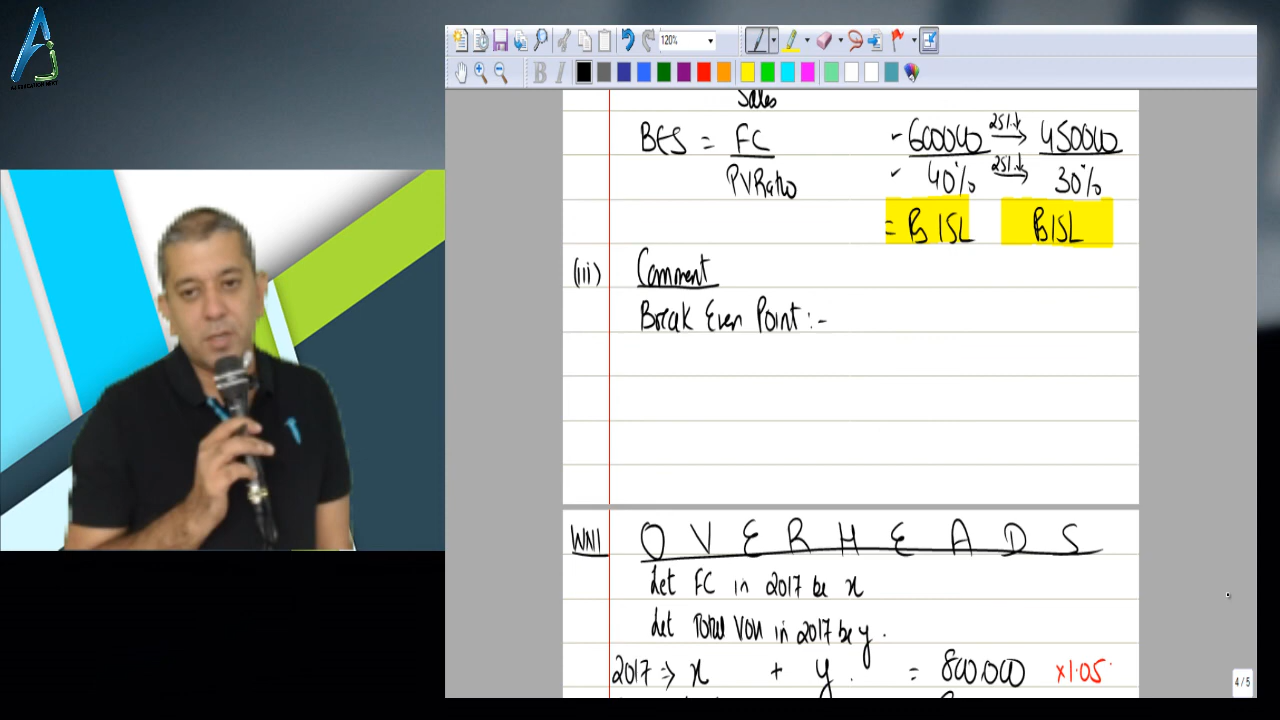 120%
B I
Sales
BES = FC 600000 25%↓ 450000
PV Ratio 40% 25%↓ 30%
= Rs 15L Rs 15L
(iii) Comment
Break Even Point :-
WN1 OVERHEADS
Let FC in 2017 be x
Let Total VOH in 2017 be y.
2017 ⇒ x + y = 800,000 ×1.05
4 / 5